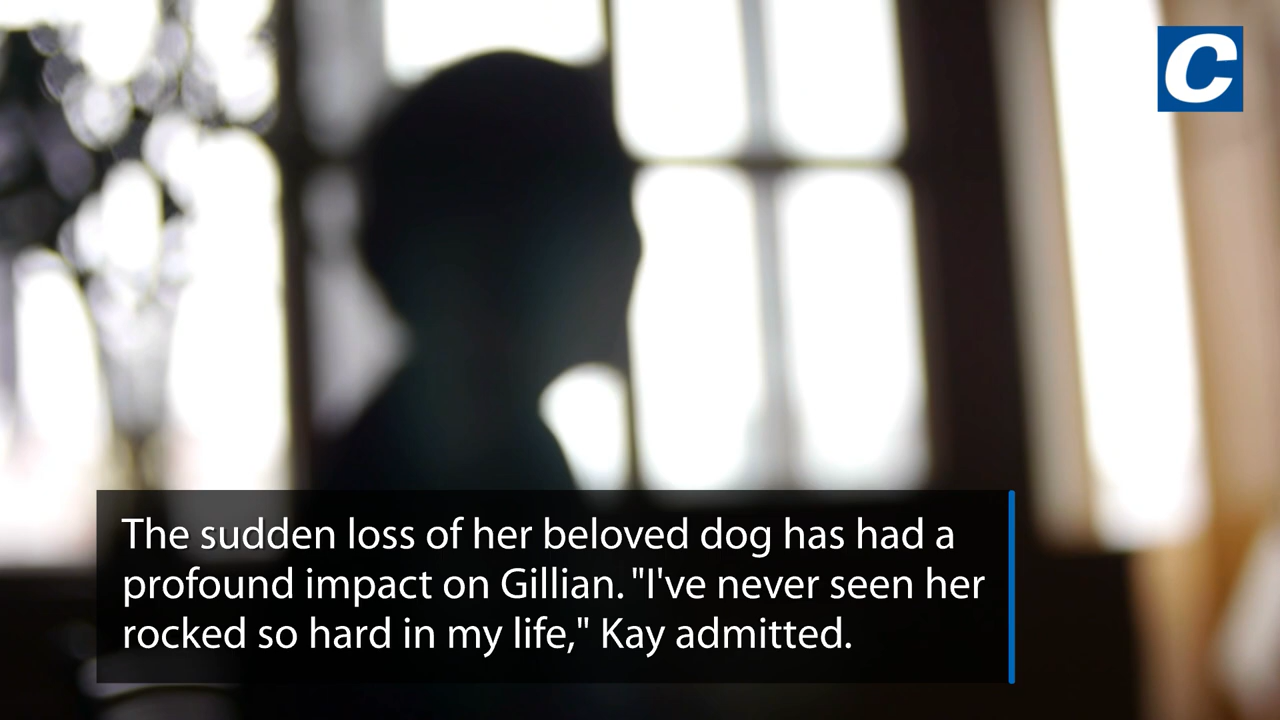 C
The sudden loss of her beloved dog has had a
profound impact on Gillian. "I've never seen her
rocked so hard in my life," Kay admitted.